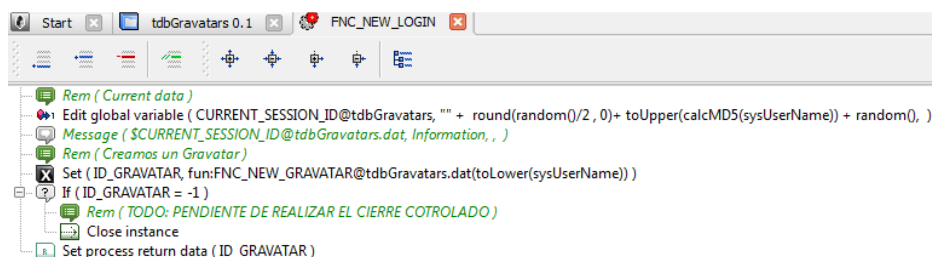 Start tdbGravatars 0.1 FNC_NEW_LOGIN
Rem ( Current data )
Edit global variable ( CURRENT_SESSION_ID@tdbGravatars, "" + round(random()/2 , 0)+ toUpper(calcMD5(sysUserName)) + random(), )
Message ( $CURRENT_SESSION_ID@tdbGravatars.dat, Information, , )
Rem ( Creamos un Gravatar )
Set ( ID_GRAVATAR, fun:FNC_NEW_GRAVATAR@tdbGravatars.dat(toLower(sysUserName)) )
If ( ID_GRAVATAR = -1 )
Rem ( TODO: PENDIENTE DE REALIZAR EL CIERRE COTROLADO )
Close instance
Set process return data ( ID_GRAVATAR )